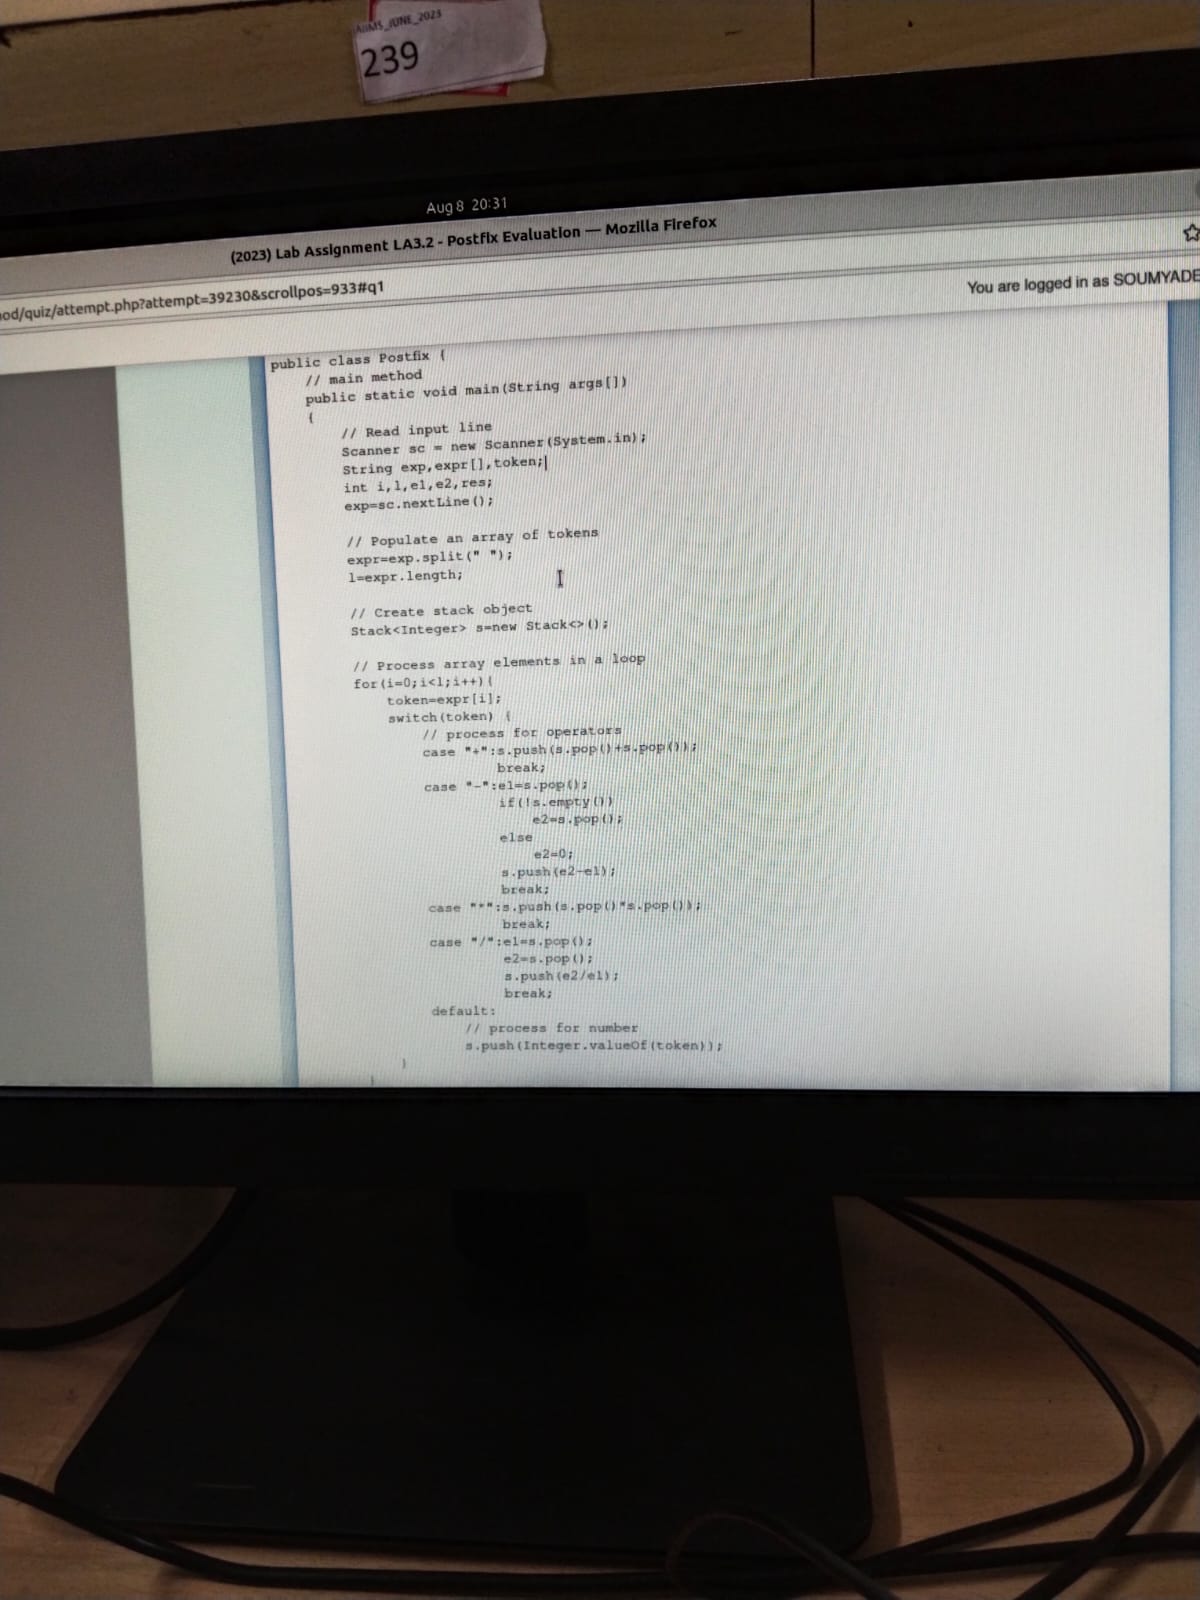 AIIMS_JUNE_2023
239
Aug 8 20:31
(2023) Lab Assignment LA3.2 - Postfix Evaluation — Mozilla Firefox
od/quiz/attempt.php?attempt=39230&scrollpos=933#q1
You are logged in as SOUMYADE
public class Postfix {
// main method
public static void main(String args[])
{
// Read input line
Scanner sc = new Scanner(System.in);
String exp,expr[],token;
int i,l,e1,e2,res;
exp=sc.nextLine();
// Populate an array of tokens
expr=exp.split(" ");
l=expr.length;
// Create stack object
Stack<Integer> s=new Stack<>();
// Process array elements in a loop
for(i=0;i<l;i++){
token=expr[i];
switch(token) {
// process for operators
case "+":s.push(s.pop()+s.pop());
break;
case "-":e1=s.pop();
if(!s.empty())
e2=s.pop();
else
e2=0;
s.push(e2-e1);
break;
case "*":s.push(s.pop()*s.pop());
break;
case "/":e1=s.pop();
e2=s.pop();
s.push(e2/e1);
break;
default:
// process for number
s.push(Integer.valueOf(token));
}